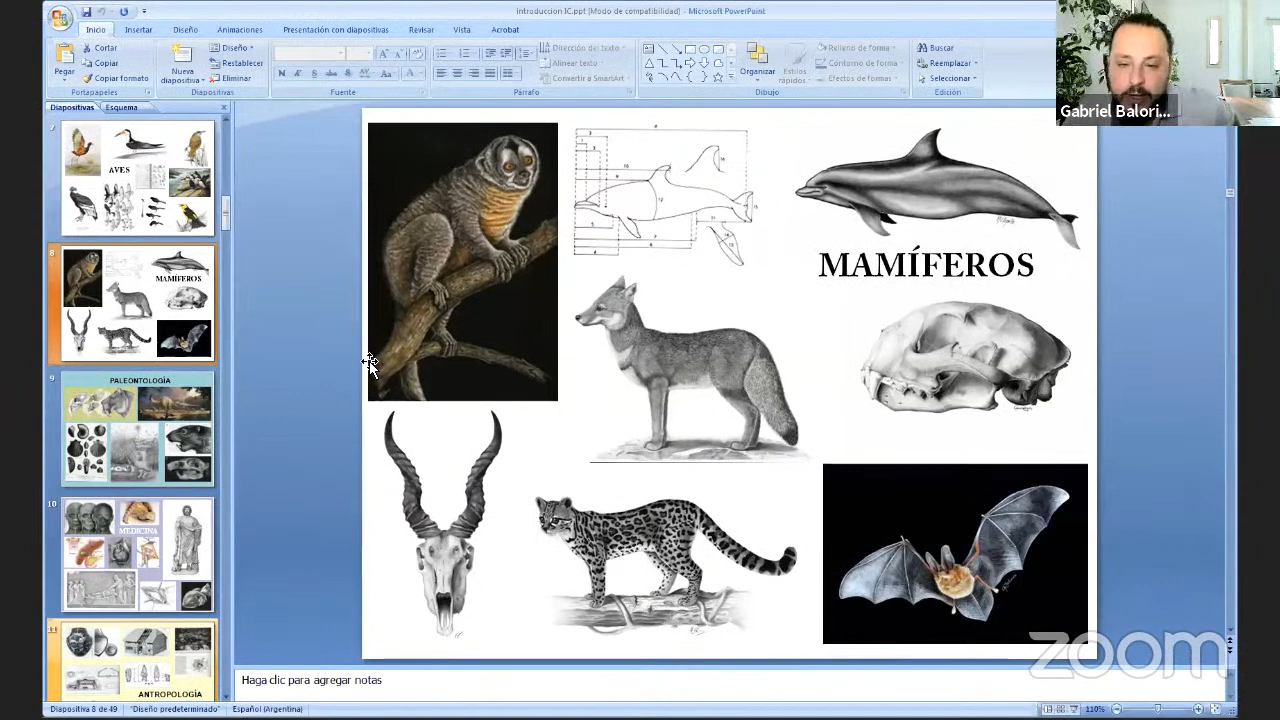 Introduccion IC.ppt [Modo de compatibilidad] - Microsoft PowerPoint
Inicio Insertar Diseño Animaciones Presentación con diapositivas Revisar Vista Acrobat
Pegar
Cortar
Copiar
Copiar formato
Portapapeles
Nueva diapositiva
Diseño
Restablecer
Eliminar
Diapositivas
Fuente
Dirección del texto
Alinear texto
Convertir a SmartArt
Párrafo
Organizar
Estilos rápidos
Relleno de forma
Contorno de forma
Efectos de formas
Dibujo
Buscar
Reemplazar
Seleccionar
Edición
Gabriel Balori...
Diapositivas Esquema
7
AVES
8
MAMÍFEROS
9
PALEONTOLOGÍA
10
MEDICINA
11
ANTROPOLOGÍA
MAMÍFEROS
zoom
Haga clic para agregar notas
Diapositiva 8 de 49 "Diseño predeterminado" Español (Argentina) 110%